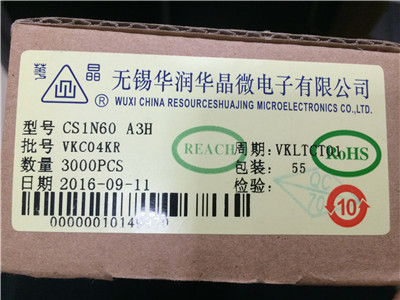 華晶
无锡华润华晶微电子有限公司
WUXI CHINA RESOURCESHUAJING MICROELECTRONICS CO., LTD.
型号 CS1N60 A3H
批号 VKC04KR
周期: VKLTCT01
数量 3000PCS
包装: 55
日期 2016-09-11
检验:
REACH
RoHS
QC
10